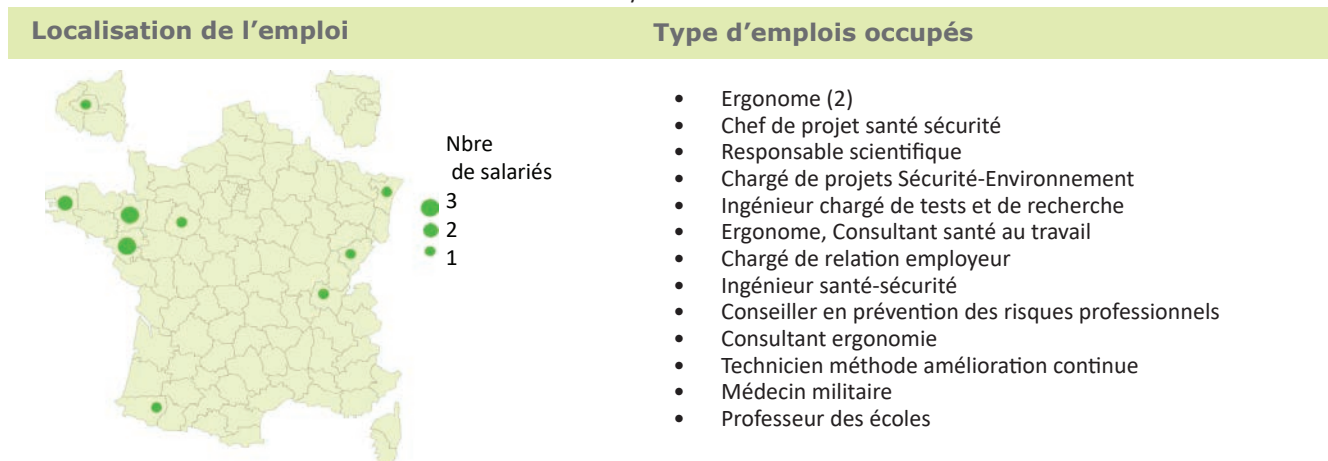 Localisation de l’emploi
Type d’emplois occupés
Nbre
de salariés
3
2
1
• Ergonome (2)
• Chef de projet santé sécurité
• Responsable scientifique
• Chargé de projets Sécurité-Environnement
• Ingénieur chargé de tests et de recherche
• Ergonome, Consultant santé au travail
• Chargé de relation employeur
• Ingénieur santé-sécurité
• Conseiller en prévention des risques professionnels
• Consultant ergonomie
• Technicien méthode amélioration continue
• Médecin militaire
• Professeur des écoles